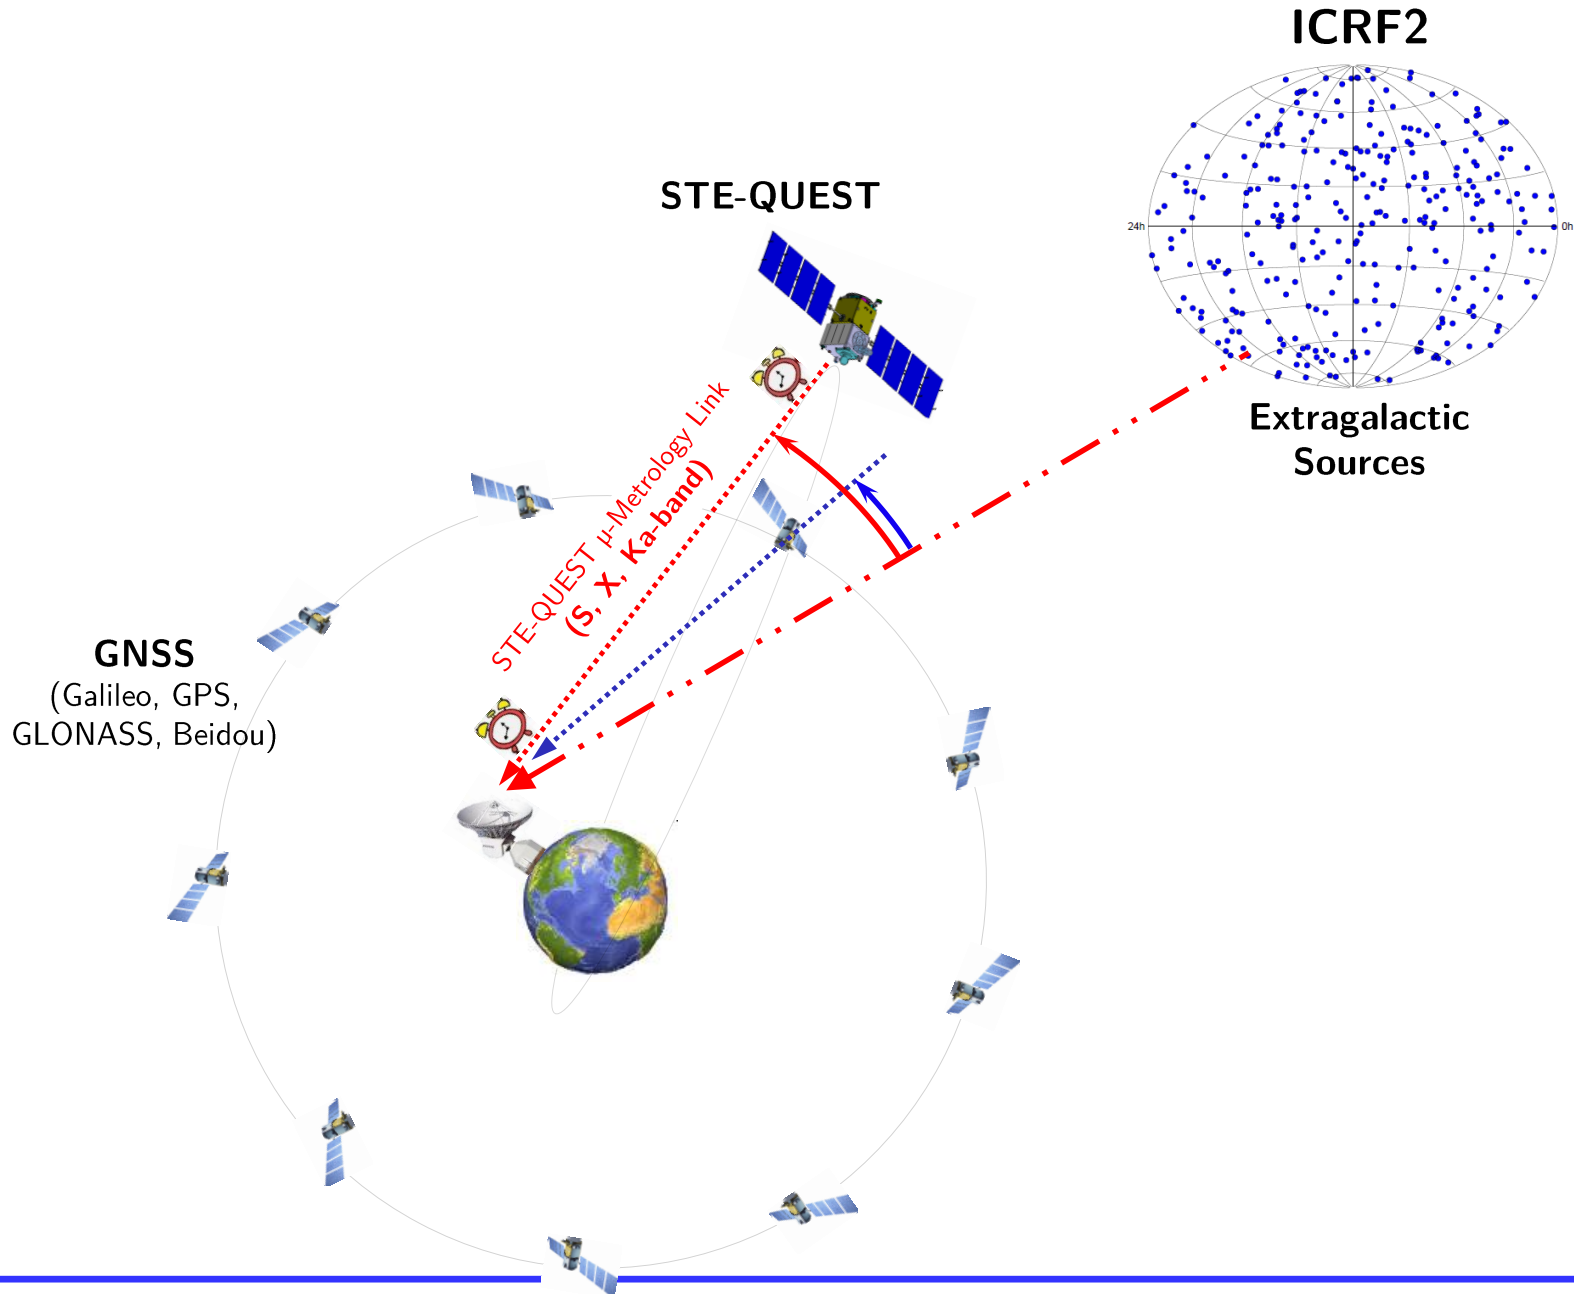 ICRF2
24h
0h
Extragalactic
Sources
STE-QUEST
STE-QUEST μ-Metrology Link
(S, X, Ka-band)
GNSS
(Galileo, GPS,
GLONASS, Beidou)